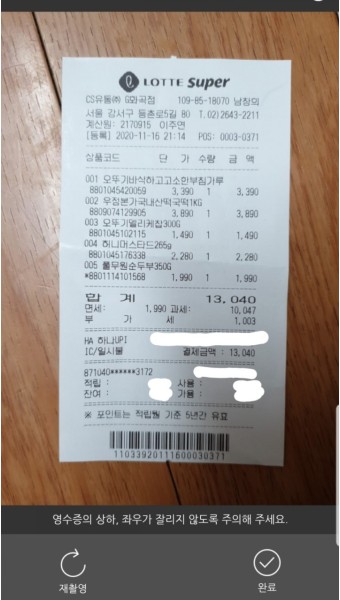 LOTTE super
CS유통㈜ G화곡점 109-85-18070 남창희
서울 강서구 등촌로5길 80 T.02)2643-2211
계산원: 2170915 이주연
[등록] 2020-11-16 21:14 POS: 0003-0371
상품코드 단 가 수량 금 액
001 오뚜기바삭하고고소한부침가루
8801045420059 3,390 1 3,390
002 우정본가국내산떡국떡1KG
8809074129905 3,890 1 3,890
003 오뚜기델리케찹300G
8801045102115 1,490 1 1,490
004 하니머스타드265g
8801045176338 2,280 1 2,280
005 풀무원순두부350G
*8801114101568 1,990 1 1,990
합 계 13,040
면세: 1,990 과세: 10,047
부 가 세 1,003
HA 하나UPI
IC/일시불 결제금액 : 13,040
871040******3172
적립 : 사용 :
잔여 : 가용 :
※ 포인트는 적립월 기준 5년간 유효
11033920111600030371
영수증의 상하, 좌우가 잘리지 않도록 주의해 주세요.
재촬영 완료